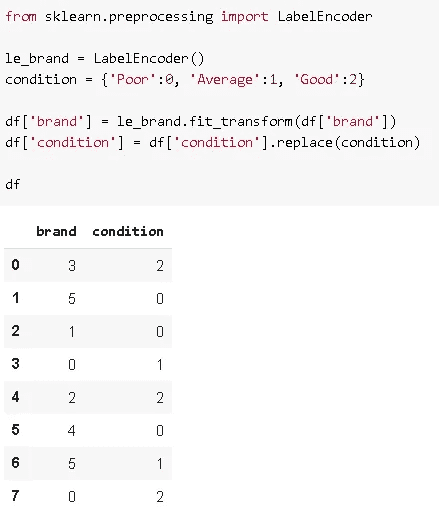 from sklearn.preprocessing import LabelEncoder
le_brand = LabelEncoder()
condition = {'Poor':0, 'Average':1, 'Good':2}
df['brand'] = le_brand.fit_transform(df['brand'])
df['condition'] = df['condition'].replace(condition)
df
brand condition
0 3 2
1 5 0
2 1 0
3 0 1
4 2 2
5 4 0
6 5 1
7 0 2